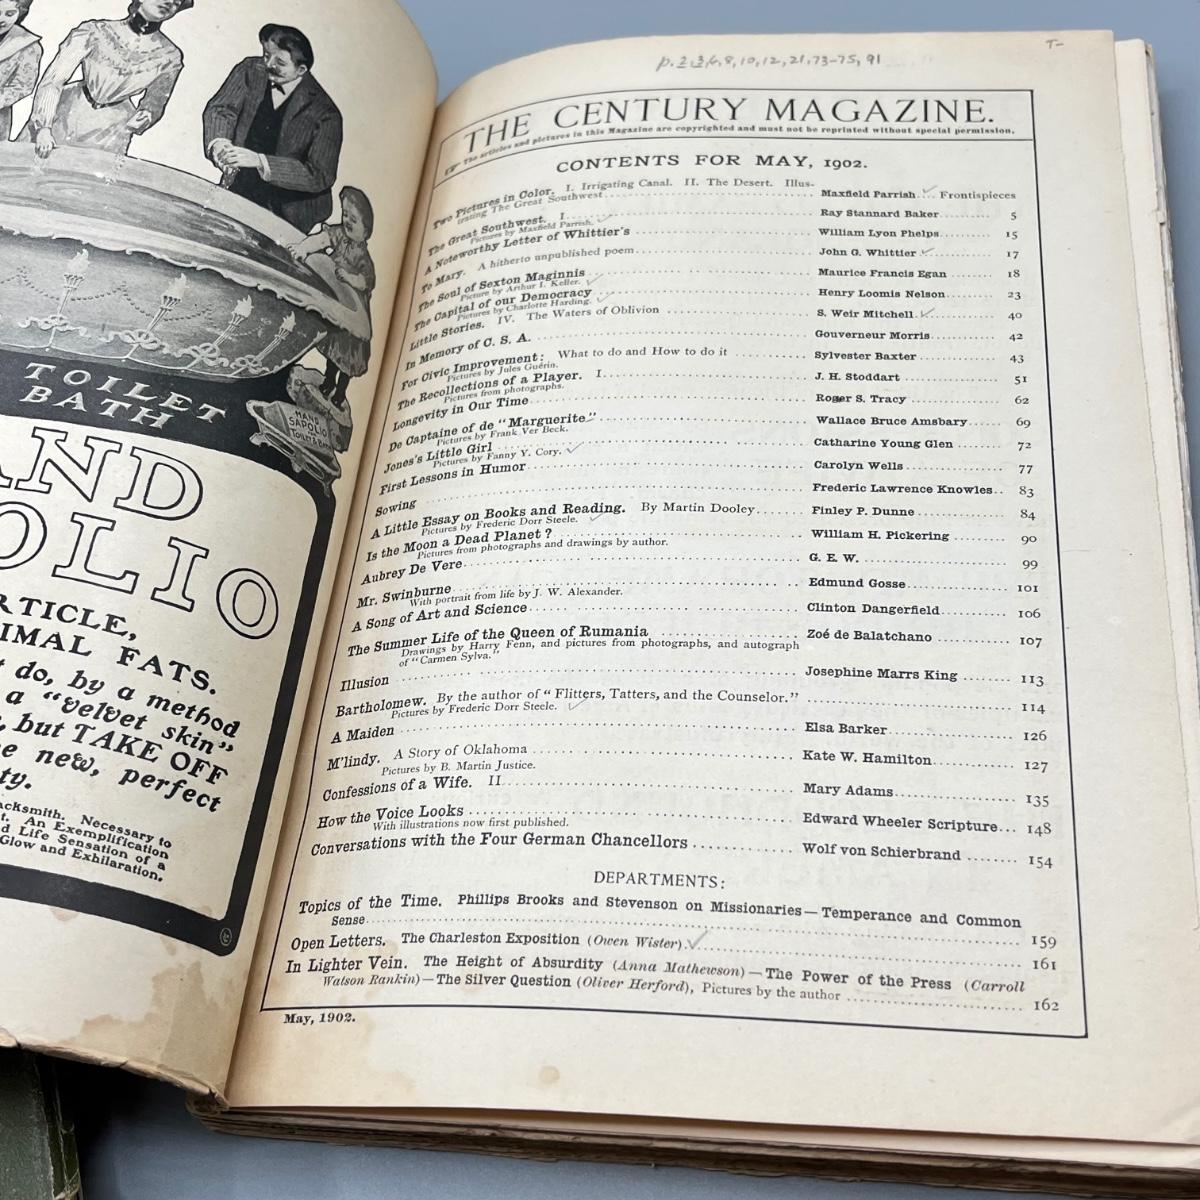 TOILET
BATH
HAND
SAPOLIO
TOILET & BATH
AND
OLIO
RTICLE,
IMAL FATS.
do, by a method
a "velvet skin"
, but TAKE OFF
e new, perfect
ty.
acksmith. Necessary to
t. An Exemplification
d Life Sensation of a
Glow and Exhilaration.
T-
p. 2, 3, 6, 8, 10, 12, 21, 73-75, 91
THE CENTURY MAGAZINE.
The articles and pictures in this Magazine are copyrighted and must not be reprinted without special permission.
CONTENTS FOR MAY, 1902.
Two Pictures in Color. I. Irrigating Canal. II. The Desert. Illus-
trating The Great Southwest. Maxfield Parrish Frontispieces
The Great Southwest. I Ray Stannard Baker 5
Pictures by Maxfield Parrish.
A Noteworthy Letter of Whittier's William Lyon Phelps 15
To Mary. A hitherto unpublished poem John G. Whittier 17
The Soul of Sexton Maginnis Maurice Francis Egan 18
Picture by Arthur I. Keller.
The Capital of our Democracy Henry Loomis Nelson 23
Pictures by Charlotte Harding.
Little Stories. IV. The Waters of Oblivion S. Weir Mitchell 40
In Memory of C. S. A. Gouverneur Morris 42
For Civic Improvement: What to do and How to do it Sylvester Baxter 43
Pictures by Jules Guérin.
The Recollections of a Player. I J. H. Stoddart 51
Pictures from photographs.
Longevity in Our Time Roger S. Tracy 62
De Captaine of de "Marguerite" Wallace Bruce Amsbary 69
Pictures by Frank Ver Beck.
Jones's Little Girl Catharine Young Glen 72
Pictures by Fanny Y. Cory.
First Lessons in Humor Carolyn Wells 77
Sowing Frederic Lawrence Knowles 83
A Little Essay on Books and Reading. By Martin Dooley Finley P. Dunne 84
Pictures by Frederic Dorr Steele.
Is the Moon a Dead Planet? William H. Pickering 90
Pictures from photographs and drawings by author.
Aubrey De Vere G. E. W. 99
Mr. Swinburne Edmund Gosse 101
With portrait from life by J. W. Alexander.
A Song of Art and Science Clinton Dangerfield 106
The Summer Life of the Queen of Rumania Zoé de Balatchano 107
Drawings by Harry Fenn, and pictures from photographs, and autograph
of "Carmen Sylva."
Illusion Josephine Marrs King 113
Bartholomew. By the author of "Flitters, Tatters, and the Counselor." 114
Pictures by Frederic Dorr Steele.
A Maiden Elsa Barker 126
M'lindy. A Story of Oklahoma Kate W. Hamilton 127
Pictures by B. Martin Justice.
Confessions of a Wife. II Mary Adams 135
How the Voice Looks Edward Wheeler Scripture 148
With illustrations now first published.
Conversations with the Four German Chancellors Wolf von Schierbrand 154
DEPARTMENTS:
Topics of the Time. Phillips Brooks and Stevenson on Missionaries—Temperance and Common
Sense 159
Open Letters. The Charleston Exposition (Owen Wister) 161
In Lighter Vein. The Height of Absurdity (Anna Mathewson)—The Power of the Press (Carroll
Watson Rankin)—The Silver Question (Oliver Herford), Pictures by the author 162
May, 1902.